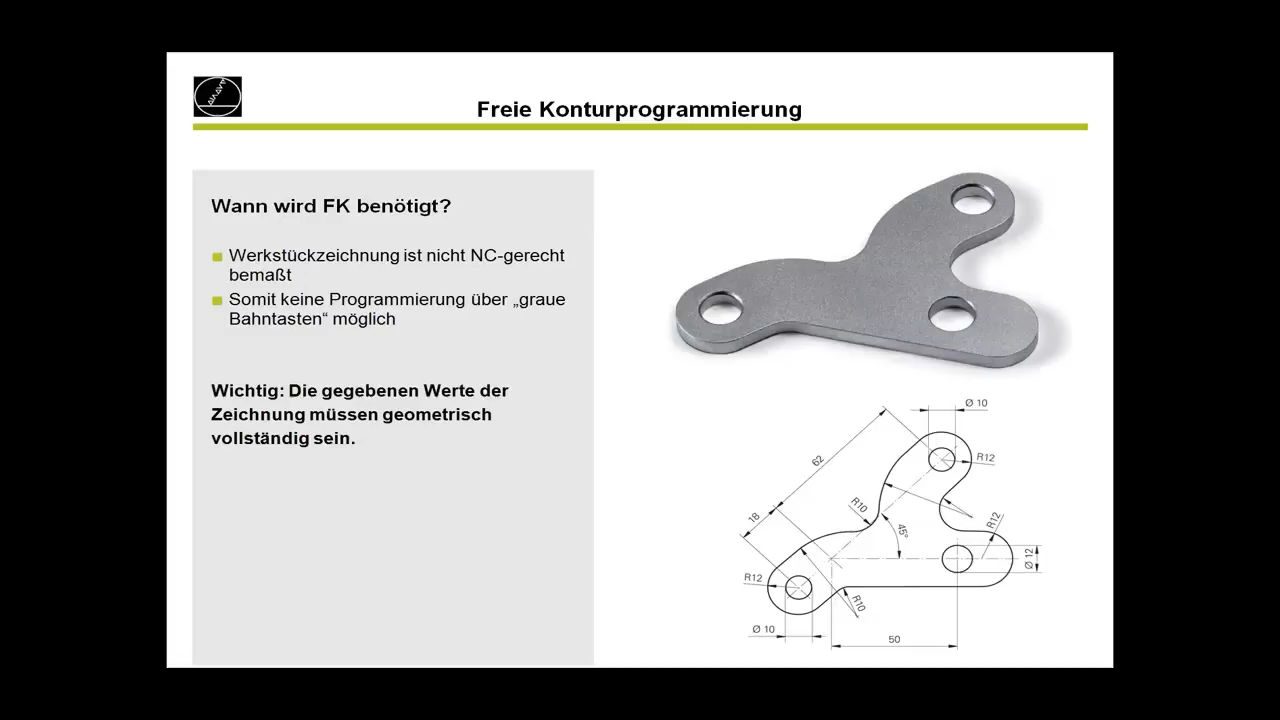 Freie Konturprogrammierung
Wann wird FK benötigt?
Werkstückzeichnung ist nicht NC-gerecht
bemaßt
Somit keine Programmierung über „graue
Bahntasten“ möglich
Wichtig: Die gegebenen Werte der
Zeichnung müssen geometrisch
vollständig sein.
Ø 10
62
R12
18
R10
45°
R12
Ø 12
R12
R10
Ø 10
50